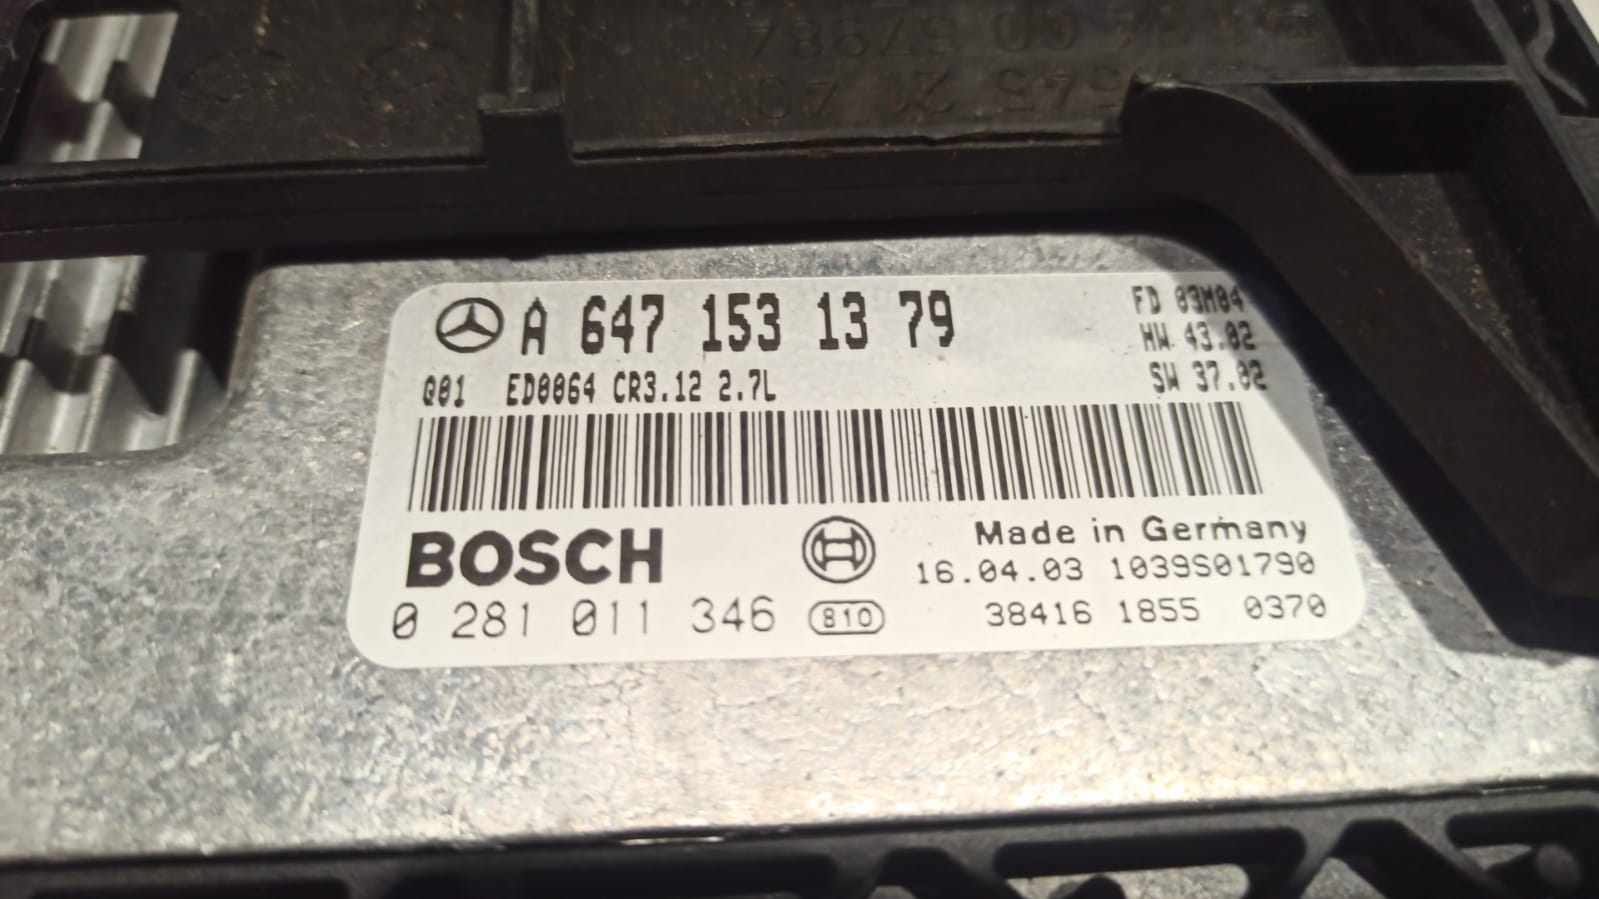 A 647 153 13 79
FD 03M04
HW 43.02
SW 37.02
Q01 ED0064 CR3.12 2.7L
BOSCH
Made in Germany
16.04.03 1039S01790
0 281 011 346
810
38416 1855 0370